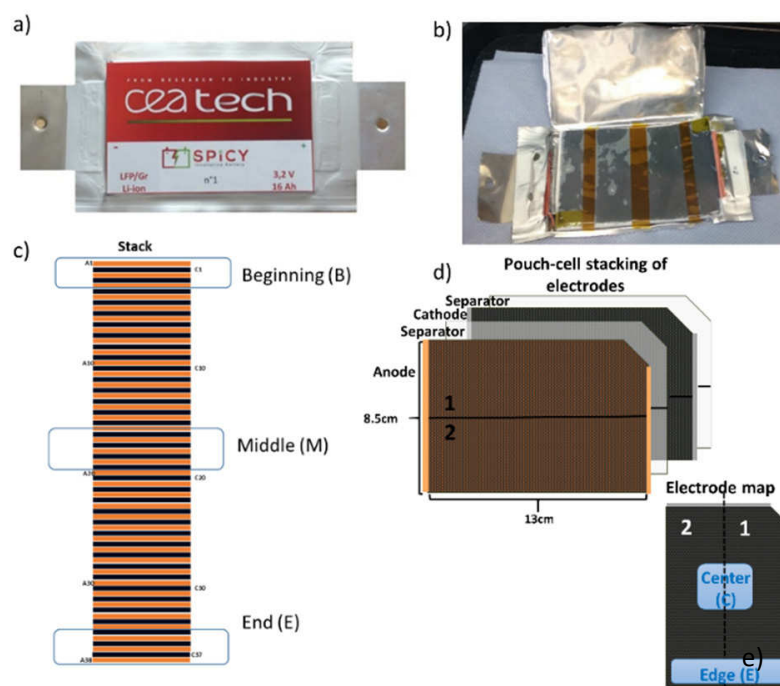 a)
FROM RESEARCH TO INDUSTRY
ceatech
-
+
SPICY
LFP/Gr
Li-ion
n°1
3,2 V
16 Ah
b)
c)
Stack
A1
C1
Beginning (B)
A10
C10
Middle (M)
A20
C20
A30
C30
End (E)
A38
C37
d)
Pouch-cell stacking of
electrodes
Separator
Cathode
Separator
Anode
8.5cm
1
2
13cm
Electrode map
2
1
Center
(C)
Edge (E)
e)